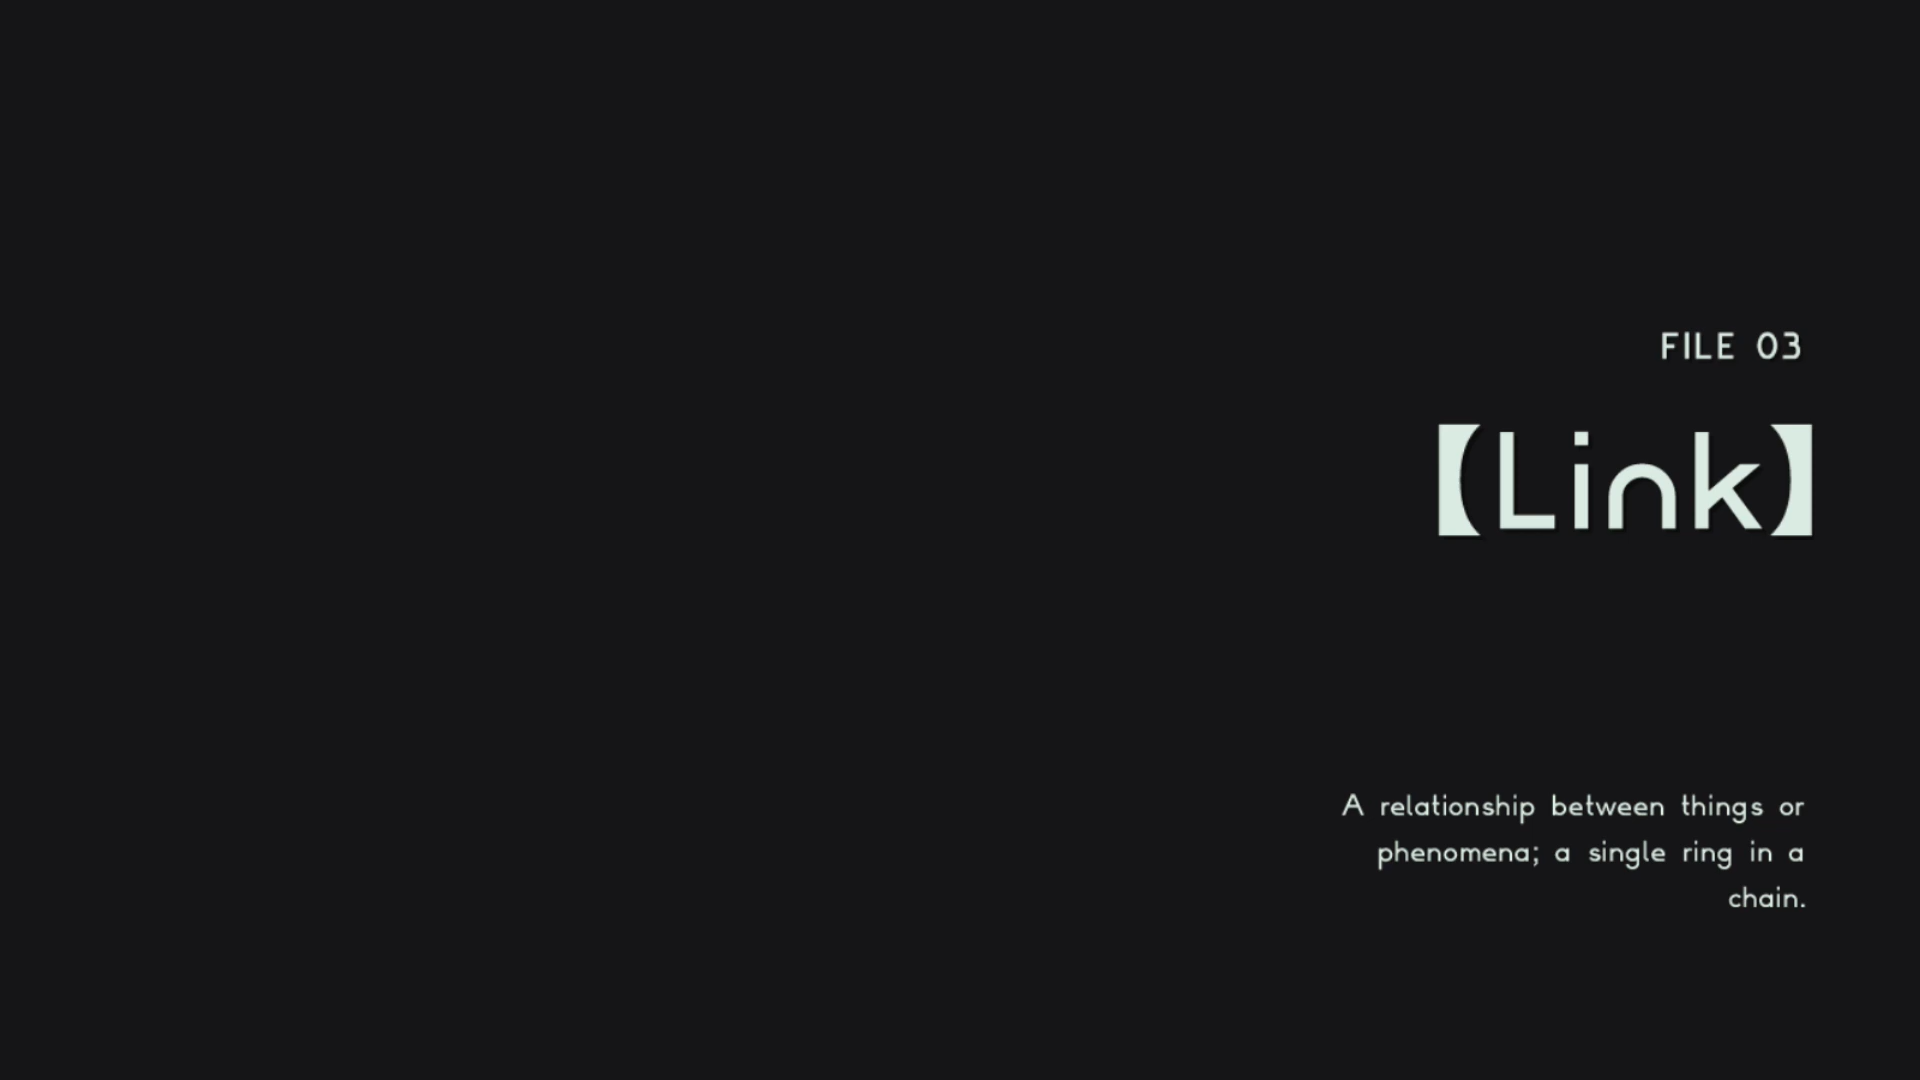 FILE 03
【Link】
A relationship between things or
phenomena; a single ring in a
chain.